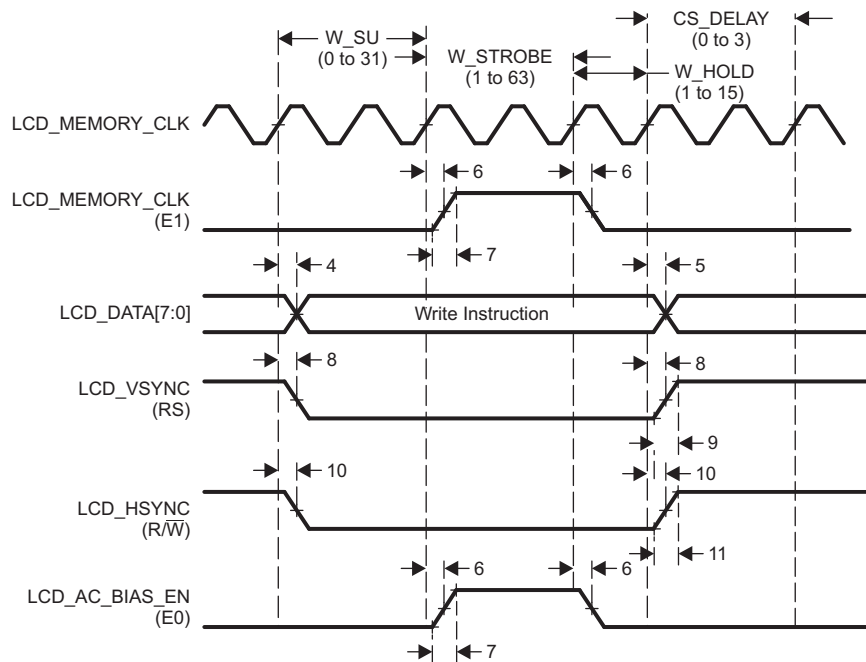 CS_DELAY
(0 to 3)
W_SU
(0 to 31)
W_STROBE
(1 to 63)
W_HOLD
(1 to 15)
LCD_MEMORY_CLK
LCD_MEMORY_CLK
(E1)
6
6
7
4
5
LCD_DATA[7:0]
Write Instruction
8
8
LCD_VSYNC
(RS)
9
10
10
LCD_HSYNC
(R/W̅)
11
6
6
LCD_AC_BIAS_EN
(E0)
7